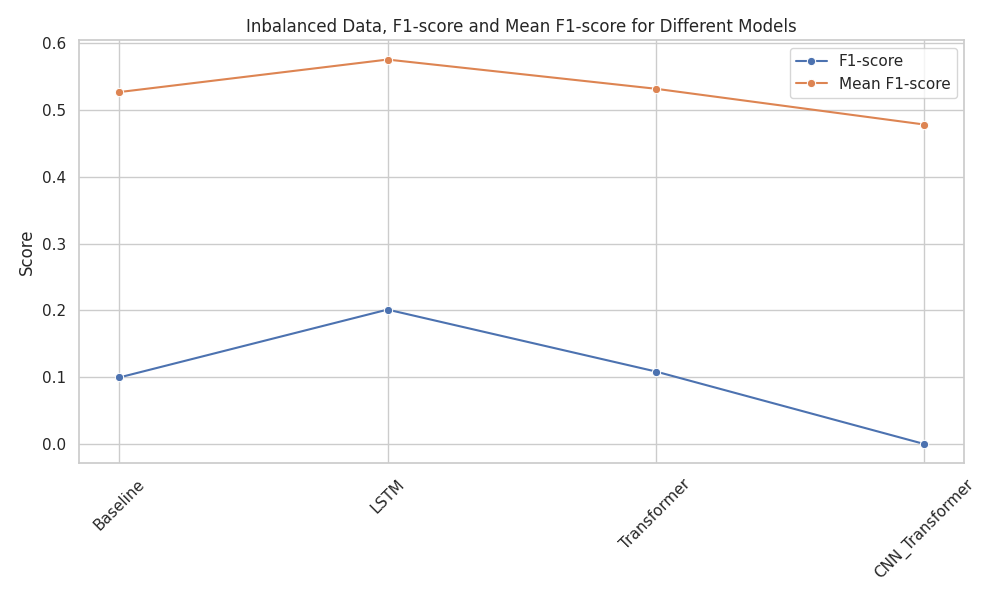 Inbalanced Data, F1-score and Mean F1-score for Different Models
F1-score
Mean F1-score
Score
0.6
0.5
0.4
0.3
0.2
0.1
0.0
Baseline
LSTM
Transformer
CNN_Transformer